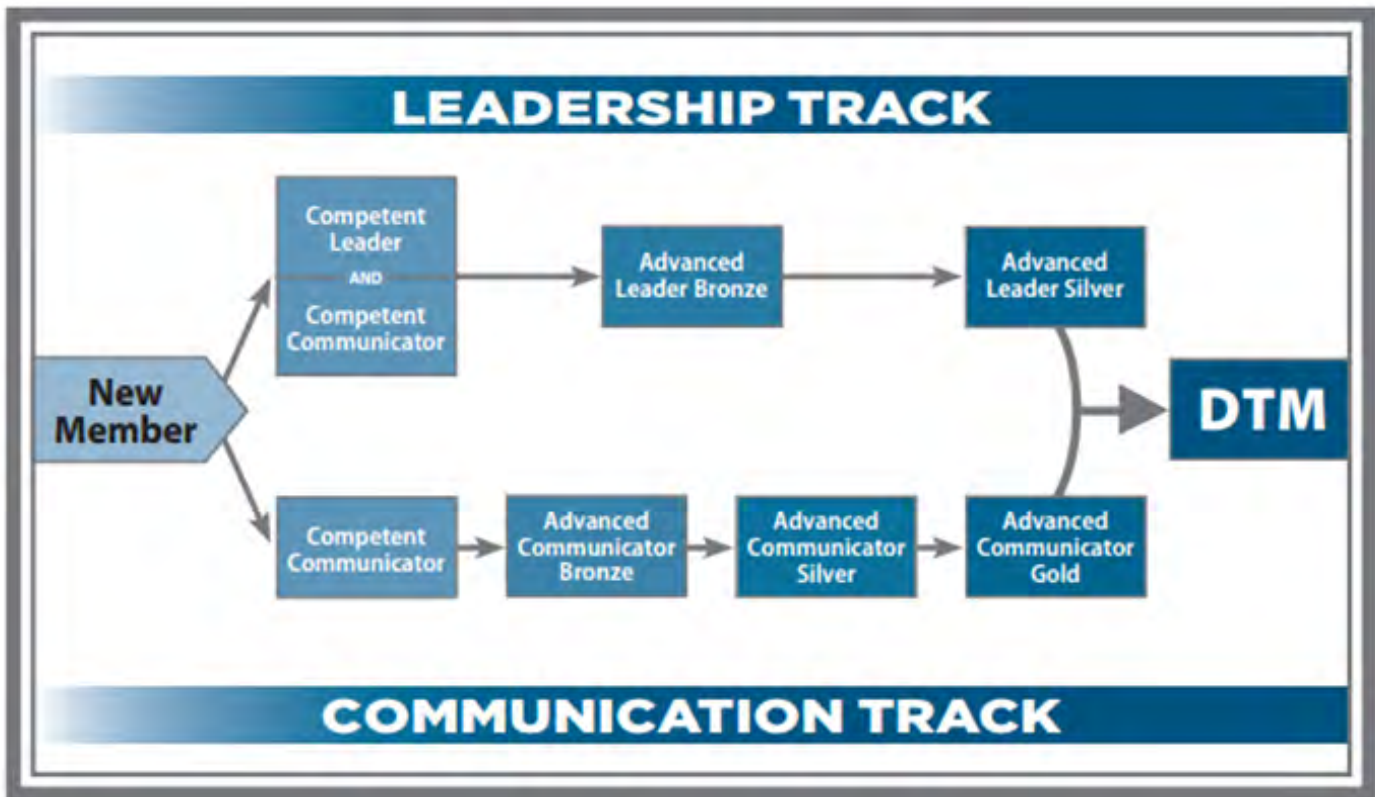 LEADERSHIP TRACK
Competent
Leader
AND
Competent
Communicator
Advanced
Leader Bronze
Advanced
Leader Silver
New
Member
DTM
Competent
Communicator
Advanced
Communicator
Bronze
Advanced
Communicator
Silver
Advanced
Communicator
Gold
COMMUNICATION TRACK